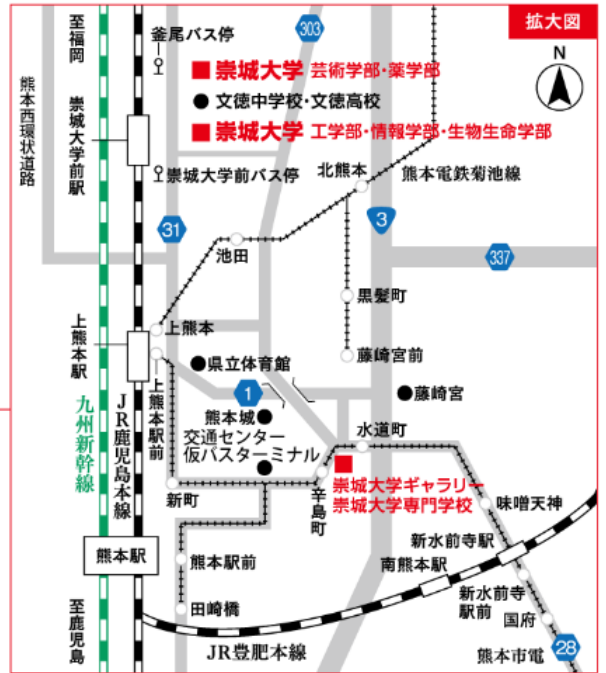 拡大図
至福岡
釜尾バス停
303
N
崇城大学 芸術学部・薬学部
文徳中学校・文徳高校
崇城大学 工学部・情報学部・生物生命学部
熊本西環状道路
崇城大学前駅
崇城大学前バス停
北熊本
熊本電鉄菊池線
31
3
池田
337
黒髪町
上熊本
上熊本駅
上熊本駅前
県立体育館
藤崎宮前
1
藤崎宮
熊本城
水道町
交通センター
仮バスターミナル
九州新幹線
JR鹿児島本線
新町
辛島町
崇城大学ギャラリー
崇城大学専門学校
味噌天神
新水前寺駅
熊本駅
熊本駅前
南熊本駅
新水前寺
駅前
田崎橋
国府
至鹿児島
JR豊肥本線
熊本市電
28